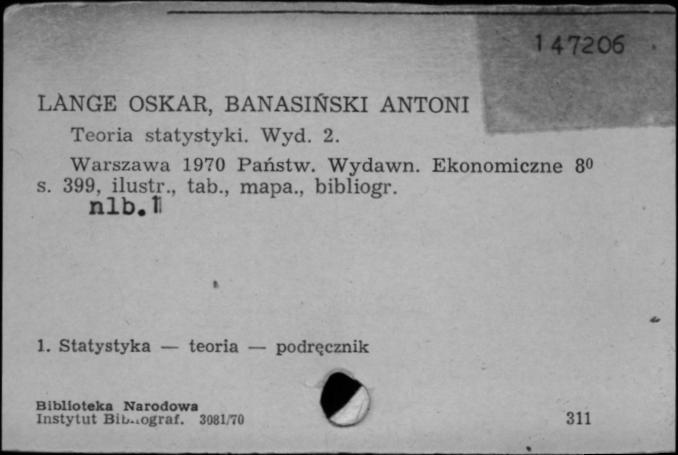 147206
LANGE OSKAR, BANASIŃSKI ANTONI
Teoria statystyki. Wyd. 2.
Warszawa 1970 Państw. Wydawn. Ekonomiczne 8⁰
s. 399, ilustr., tab., mapa., bibliogr.
nlb.1
1. Statystyka — teoria — podręcznik
Biblioteka Narodowa
Instytut 3081/70
311